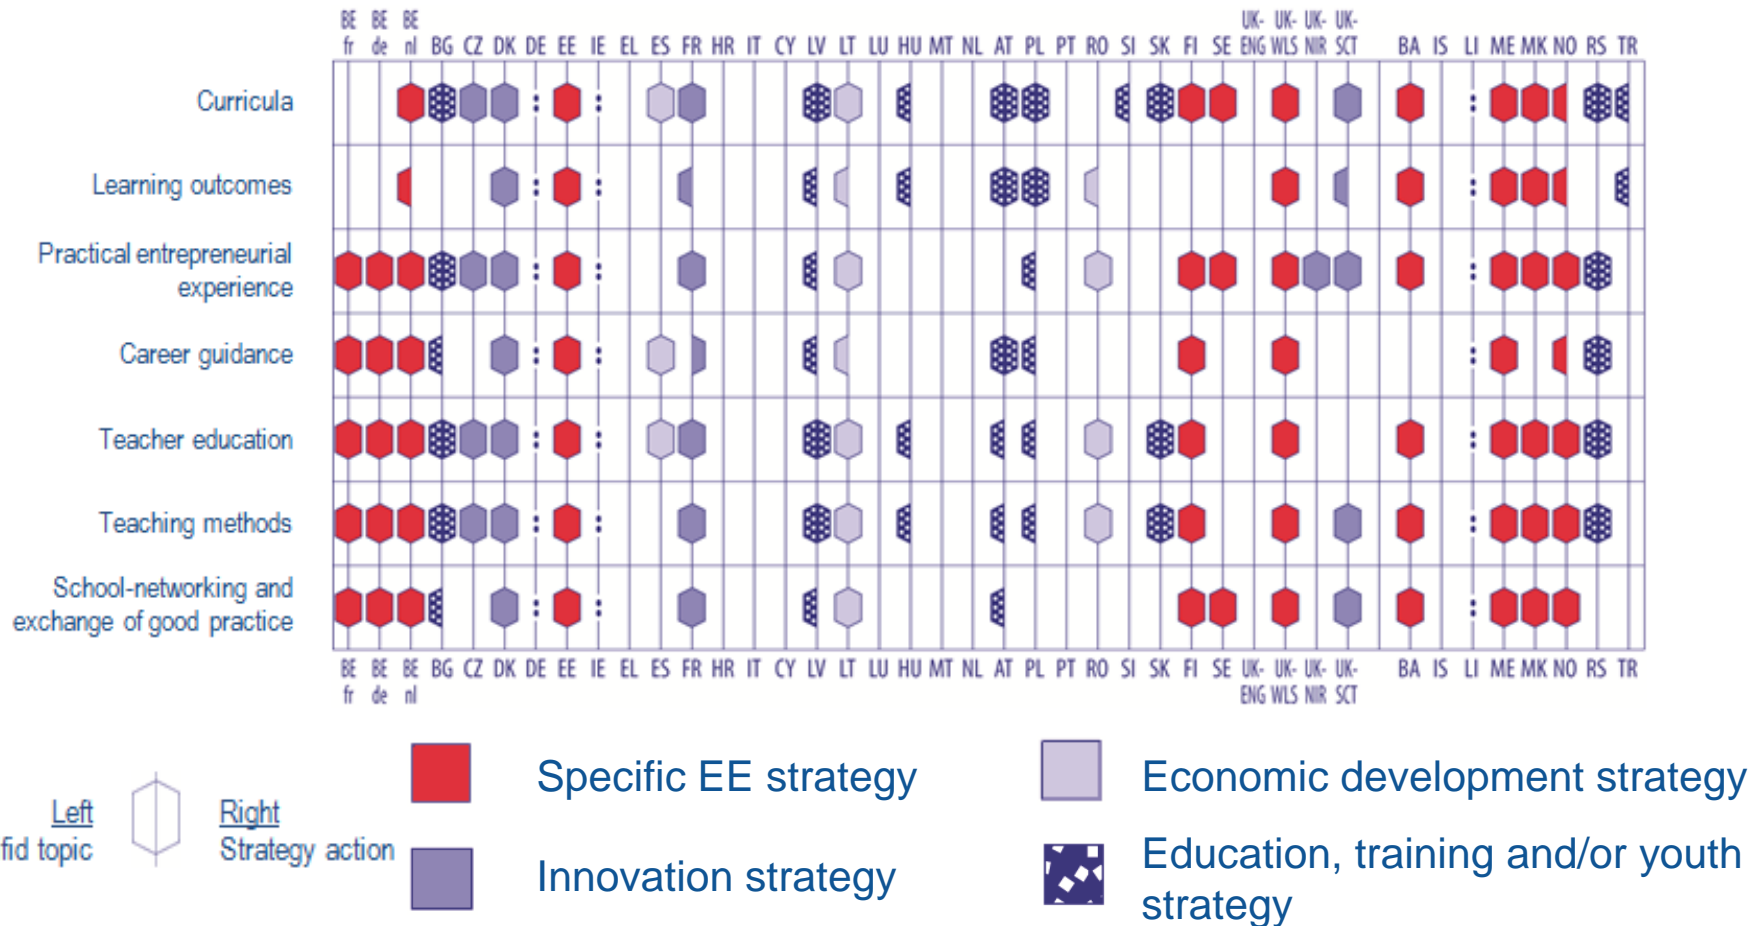 BE BE BE UK- UK- UK- UK-
fr de nl BG CZ DK DE EE IE EL ES FR HR IT CY LV LT LU HU MT NL AT PL PT RO SI SK FI SE ENG WLS NIR SCT BA IS LI ME MK NO RS TR
Curricula
Learning outcomes
Practical entrepreneurial
experience
Career guidance
Teacher education
Teaching methods
School-networking and
exchange of good practice
BE BE BE BG CZ DK DE EE IE EL ES FR HR IT CY LV LT LU HU MT NL AT PL PT RO SI SK FI SE UK- UK- UK- UK- BA IS LI ME MK NO RS TR
fr de nl ENG WLS NIR SCT
Specific EE strategy
Economic development strategy
Left
fid topic
Right
Strategy action
Innovation strategy
Education, training and/or youth
strategy